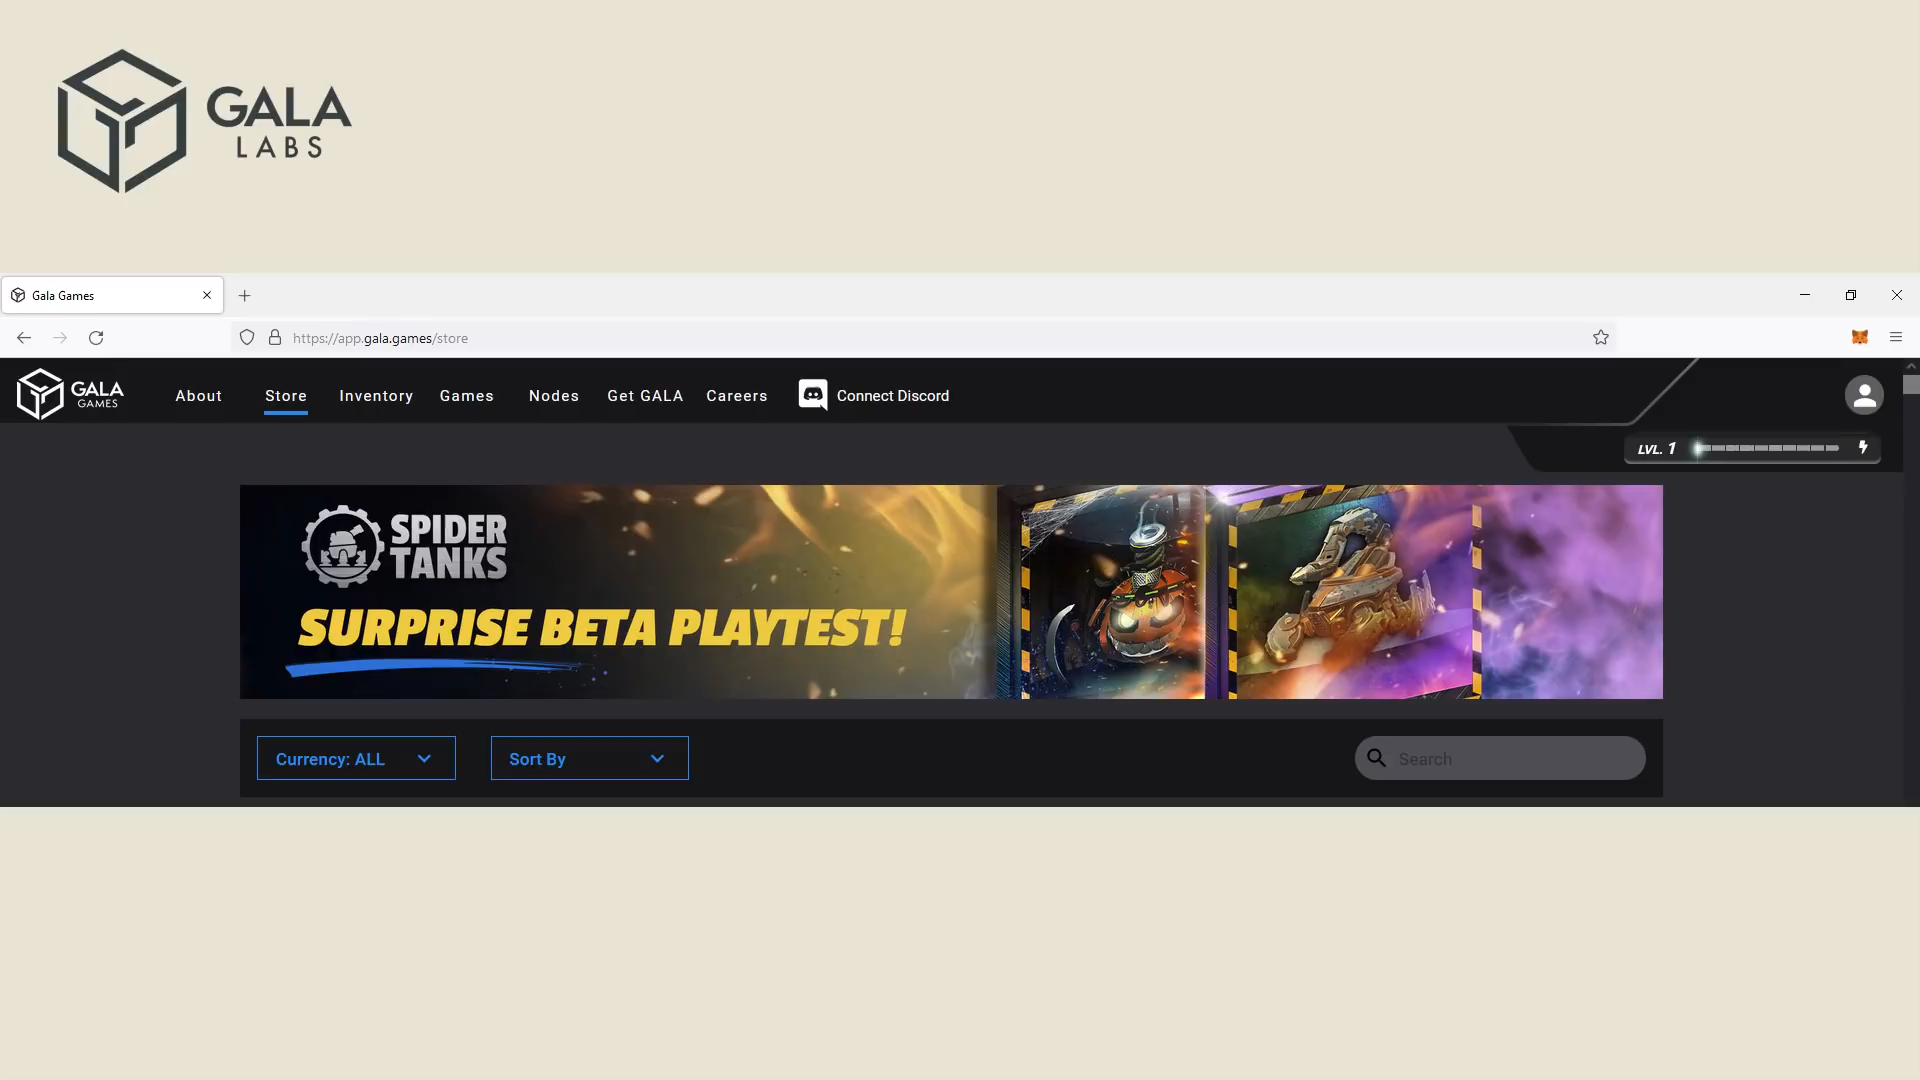 GALA
LABS
Gala Games
https://app.gala.games/store
GALA
GAMES
About
Store
Inventory
Games
Nodes
Get GALA
Careers
Connect Discord
LVL. 1
SPIDER
TANKS
SURPRISE BETA PLAYTEST!
Currency: ALL
Sort By
Search